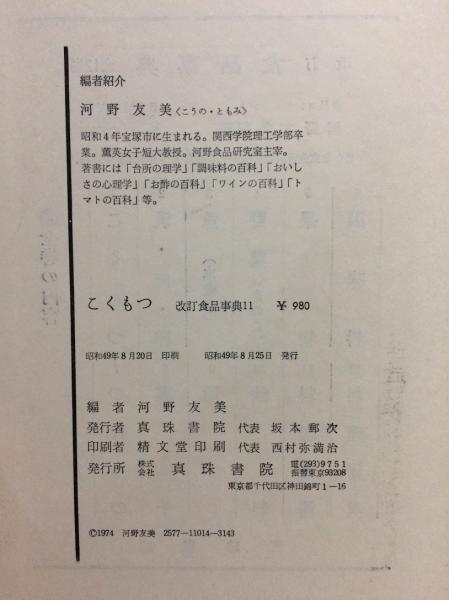 編者紹介
河野友美〈こうの・ともみ〉
昭和4年宝塚市に生まれる。関西学院理工学部卒
業。薫英女子短大教授。河野食品研究室主宰。
著書には「台所の理学」「調味料の百科」「おいし
さの心理学」「お酢の百科」「ワインの百科」「ト
マトの百科」等。
こくもつ 改訂食品事典11 ¥ 980
昭和49年8月20日 印刷 昭和49年8月25日 発行
編者 河野友美
発行者 真珠書院 代表 坂本郵次
印刷者 精文堂印刷 代表 西村弥満治
発行所 株式会社 真珠書院 電(293)9751 振替東京93208
東京都千代田区神田錦町1―16
©1974 河野友美 2577―11014―3143